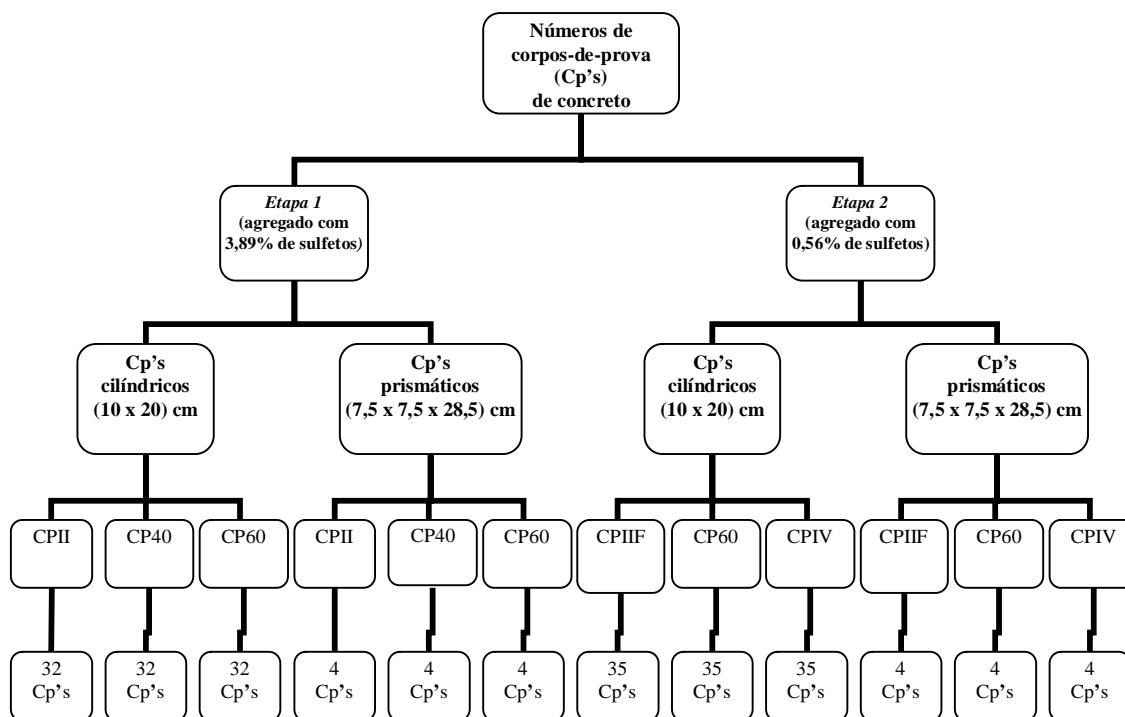 Números de
corpos-de-prova
(Cp’s)
de concreto
Etapa 1
(agregado com
3,89% de sulfetos)
Etapa 2
(agregado com
0,56% de sulfetos)
Cp’s
cilíndricos
(10 x 20) cm
Cp’s
prismáticos
(7,5 x 7,5 x 28,5) cm
Cp’s
cilíndricos
(10 x 20) cm
Cp’s
prismáticos
(7,5 x 7,5 x 28,5) cm
CPII
CP40
CP60
CPII
CP40
CP60
CPIIF
CP60
CPIV
CPIIF
CP60
CPIV
32
Cp’s
32
Cp’s
32
Cp’s
4
Cp’s
4
Cp’s
4
Cp’s
35
Cp’s
35
Cp’s
35
Cp’s
4
Cp’s
4
Cp’s
4
Cp’s